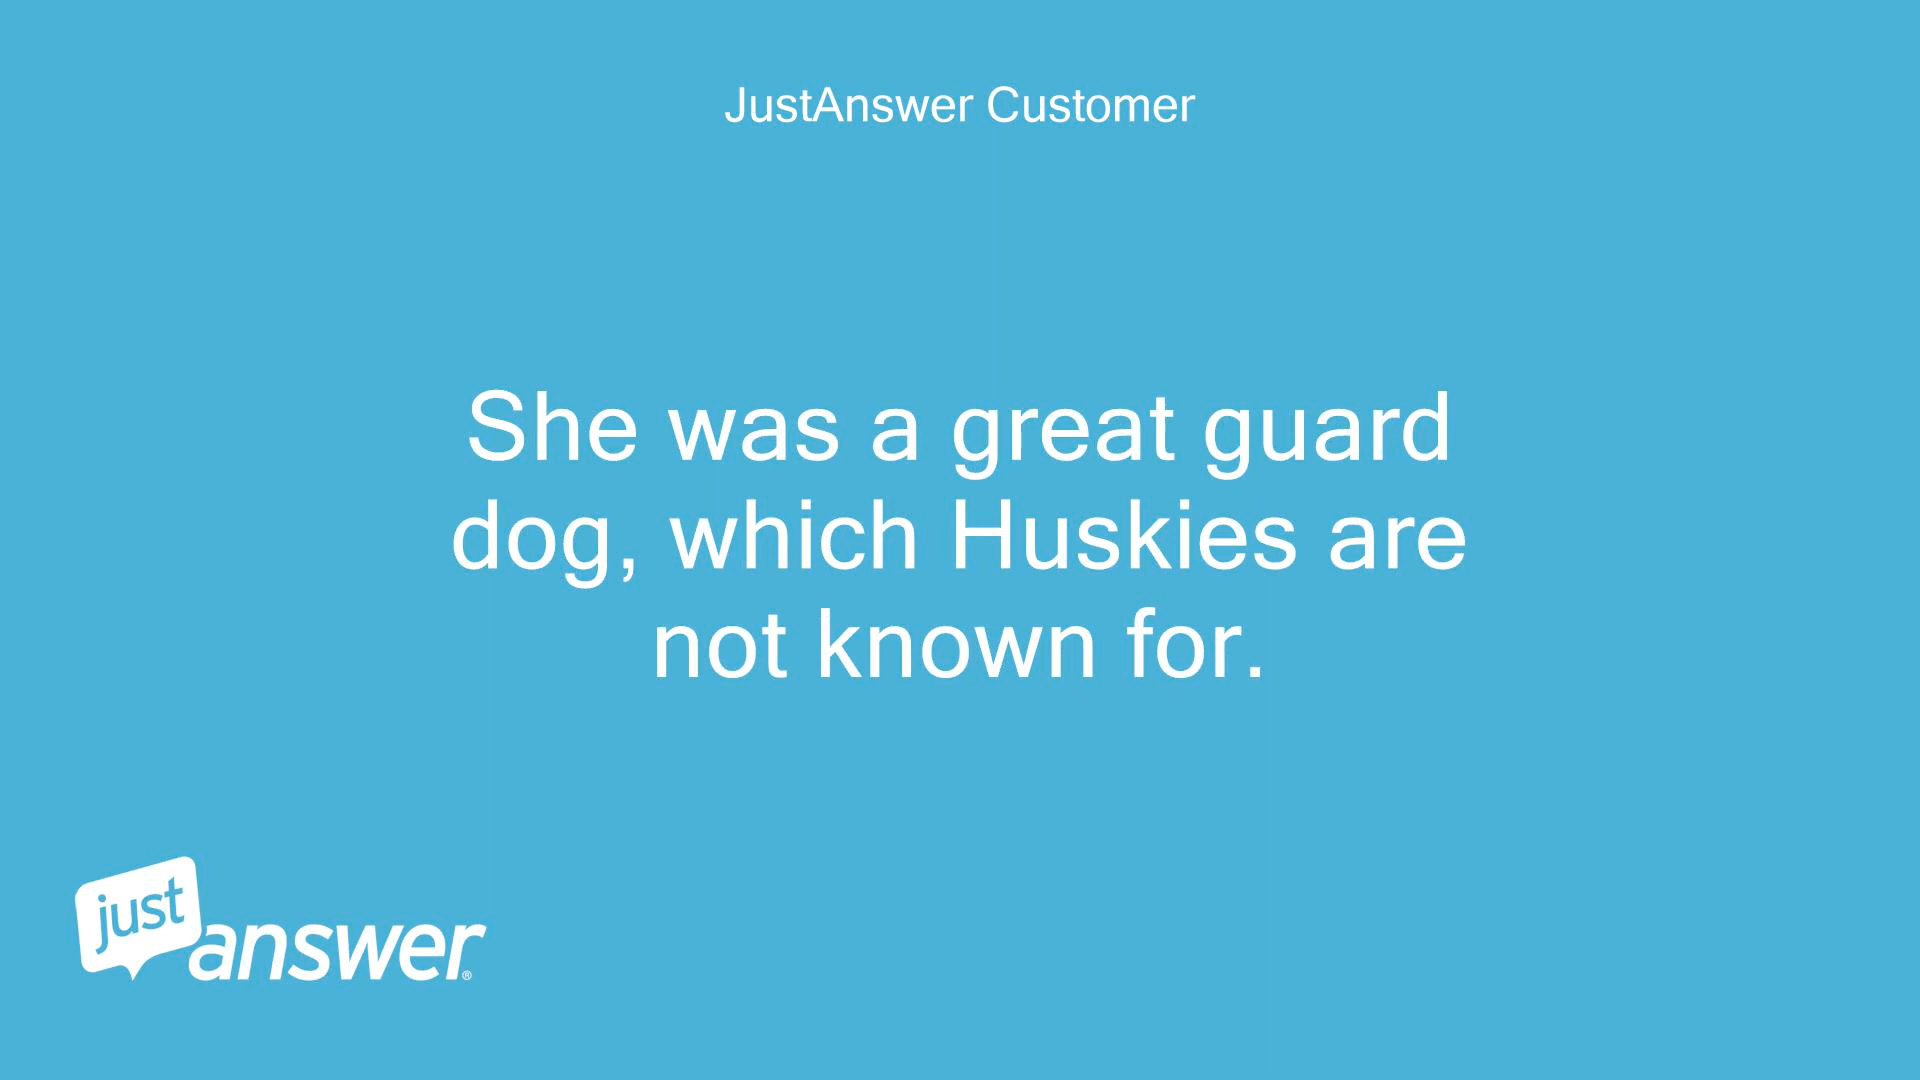 JustAnswer Customer
She was a great guard
dog, which Huskies are
not known for.
just
answer®